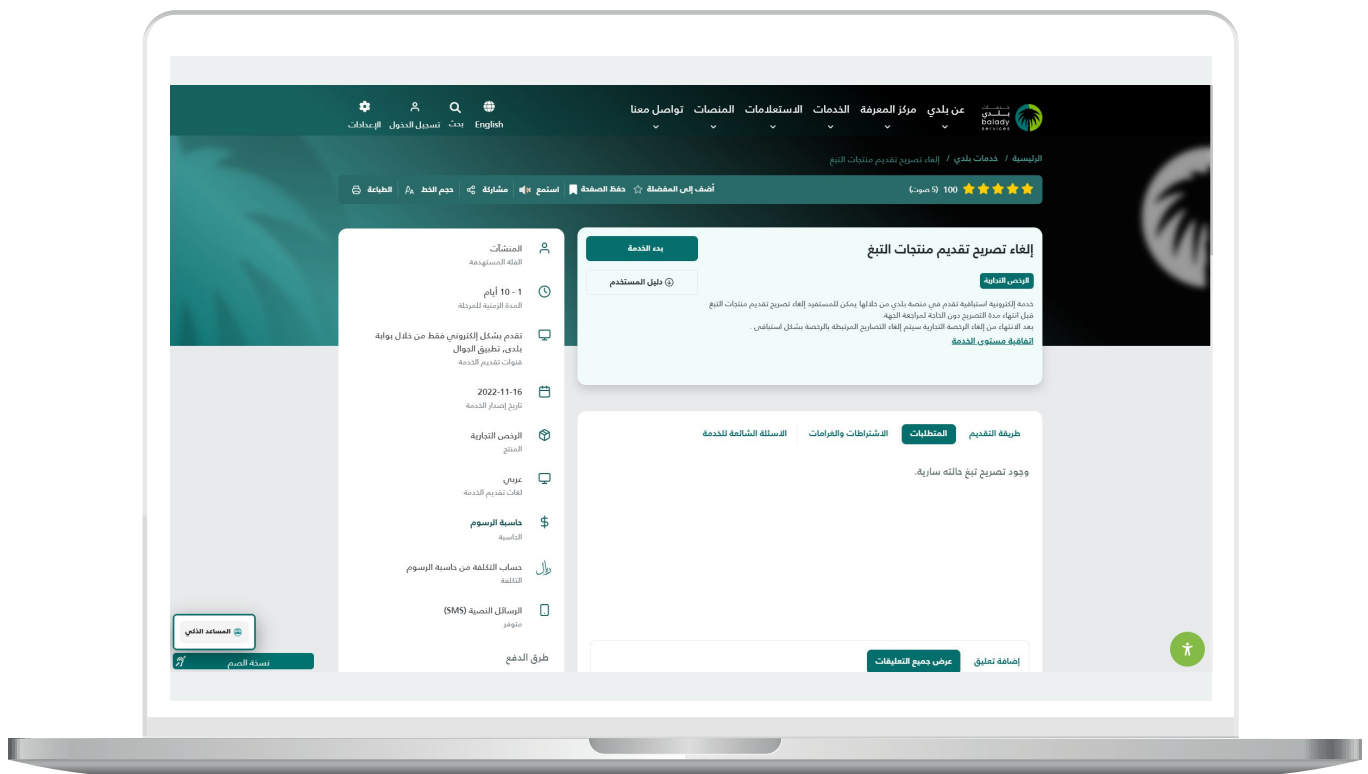 خدمات
بلدي
balady
services
عن بلدي
مركز المعرفة
الخدمات
الاستعلامات
المنصات
تواصل معنا
English
بحث
تسجيل الدخول
الإعدادات
الرئيسية / خدمات بلدي / إلغاء تصريح تقديم منتجات التبغ
100 (5 صوت)
أضف إلى المفضلة
حفظ الصفحة
استمع
مشاركة
حجم الخط
الطباعة
إلغاء تصريح تقديم منتجات التبغ
بدء الخدمة
دليل المستخدم
الرخص التجارية
خدمة إلكترونية استباقية تقدم في منصة بلدي من خلالها يمكن للمستفيد إلغاء تصريح تقديم منتجات التبغ
قبل انتهاء مدة التصريح دون الحاجة لمراجعة الجهة.
بعد الانتهاء من إلغاء الرخصة التجارية سيتم إلغاء التصاريح المرتبطة بالرخصة بشكل استباقي .
اتفاقية مستوى الخدمة
طريقة التقديم
المتطلبات
الاشتراطات والغرامات
الاسئلة الشائعة للخدمة
وجود تصريح تبغ حالته سارية.
إضافة تعليق
عرض جميع التعليقات
المنشآت
الفئة المستهدفة
1 - 10 أيام
المدة الزمنية للمرحلة
تقدم بشكل إلكتروني فقط من خلال بوابة
بلدي, تطبيق الجوال
قنوات تقديم الخدمة
2022-11-16
تاريخ إصدار الخدمة
الرخص التجارية
المنتج
عربي
لغات تقديم الخدمة
حاسبة الرسوم
الحاسبة
حساب التكلفة من حاسبة الرسوم
التكلفة
الرسائل النصية (SMS)
متوفر
طرق الدفع
المساعد الذكي
نسخة الصم